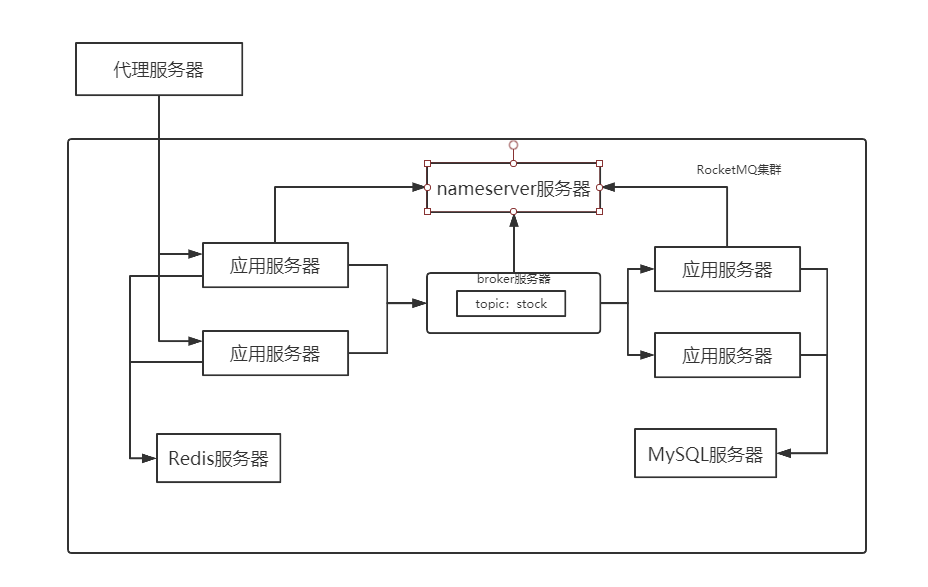 代理服务器
RocketMQ集群
nameserver服务器
应用服务器
应用服务器
broker服务器
topic：stock
应用服务器
应用服务器
Redis服务器
MySQL服务器